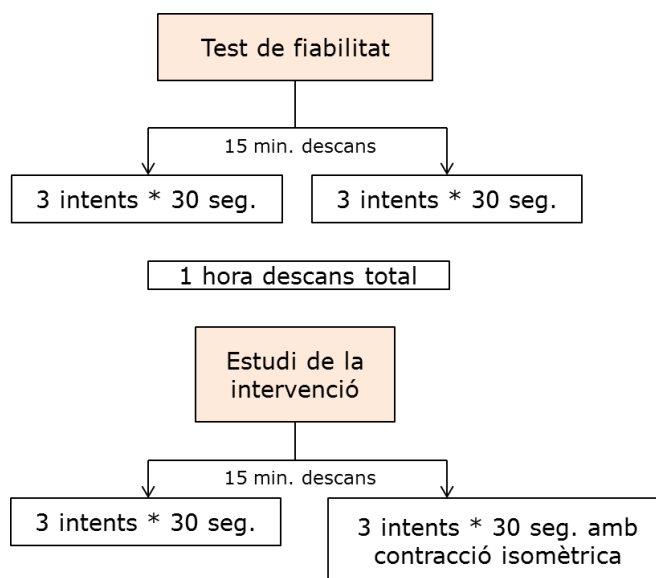 Test de fiabilitat
15 min. descans
3 intents * 30 seg.
3 intents * 30 seg.
1 hora descans total
Estudi de la
intervenció
15 min. descans
3 intents * 30 seg.
3 intents * 30 seg. amb
contracció isomètrica